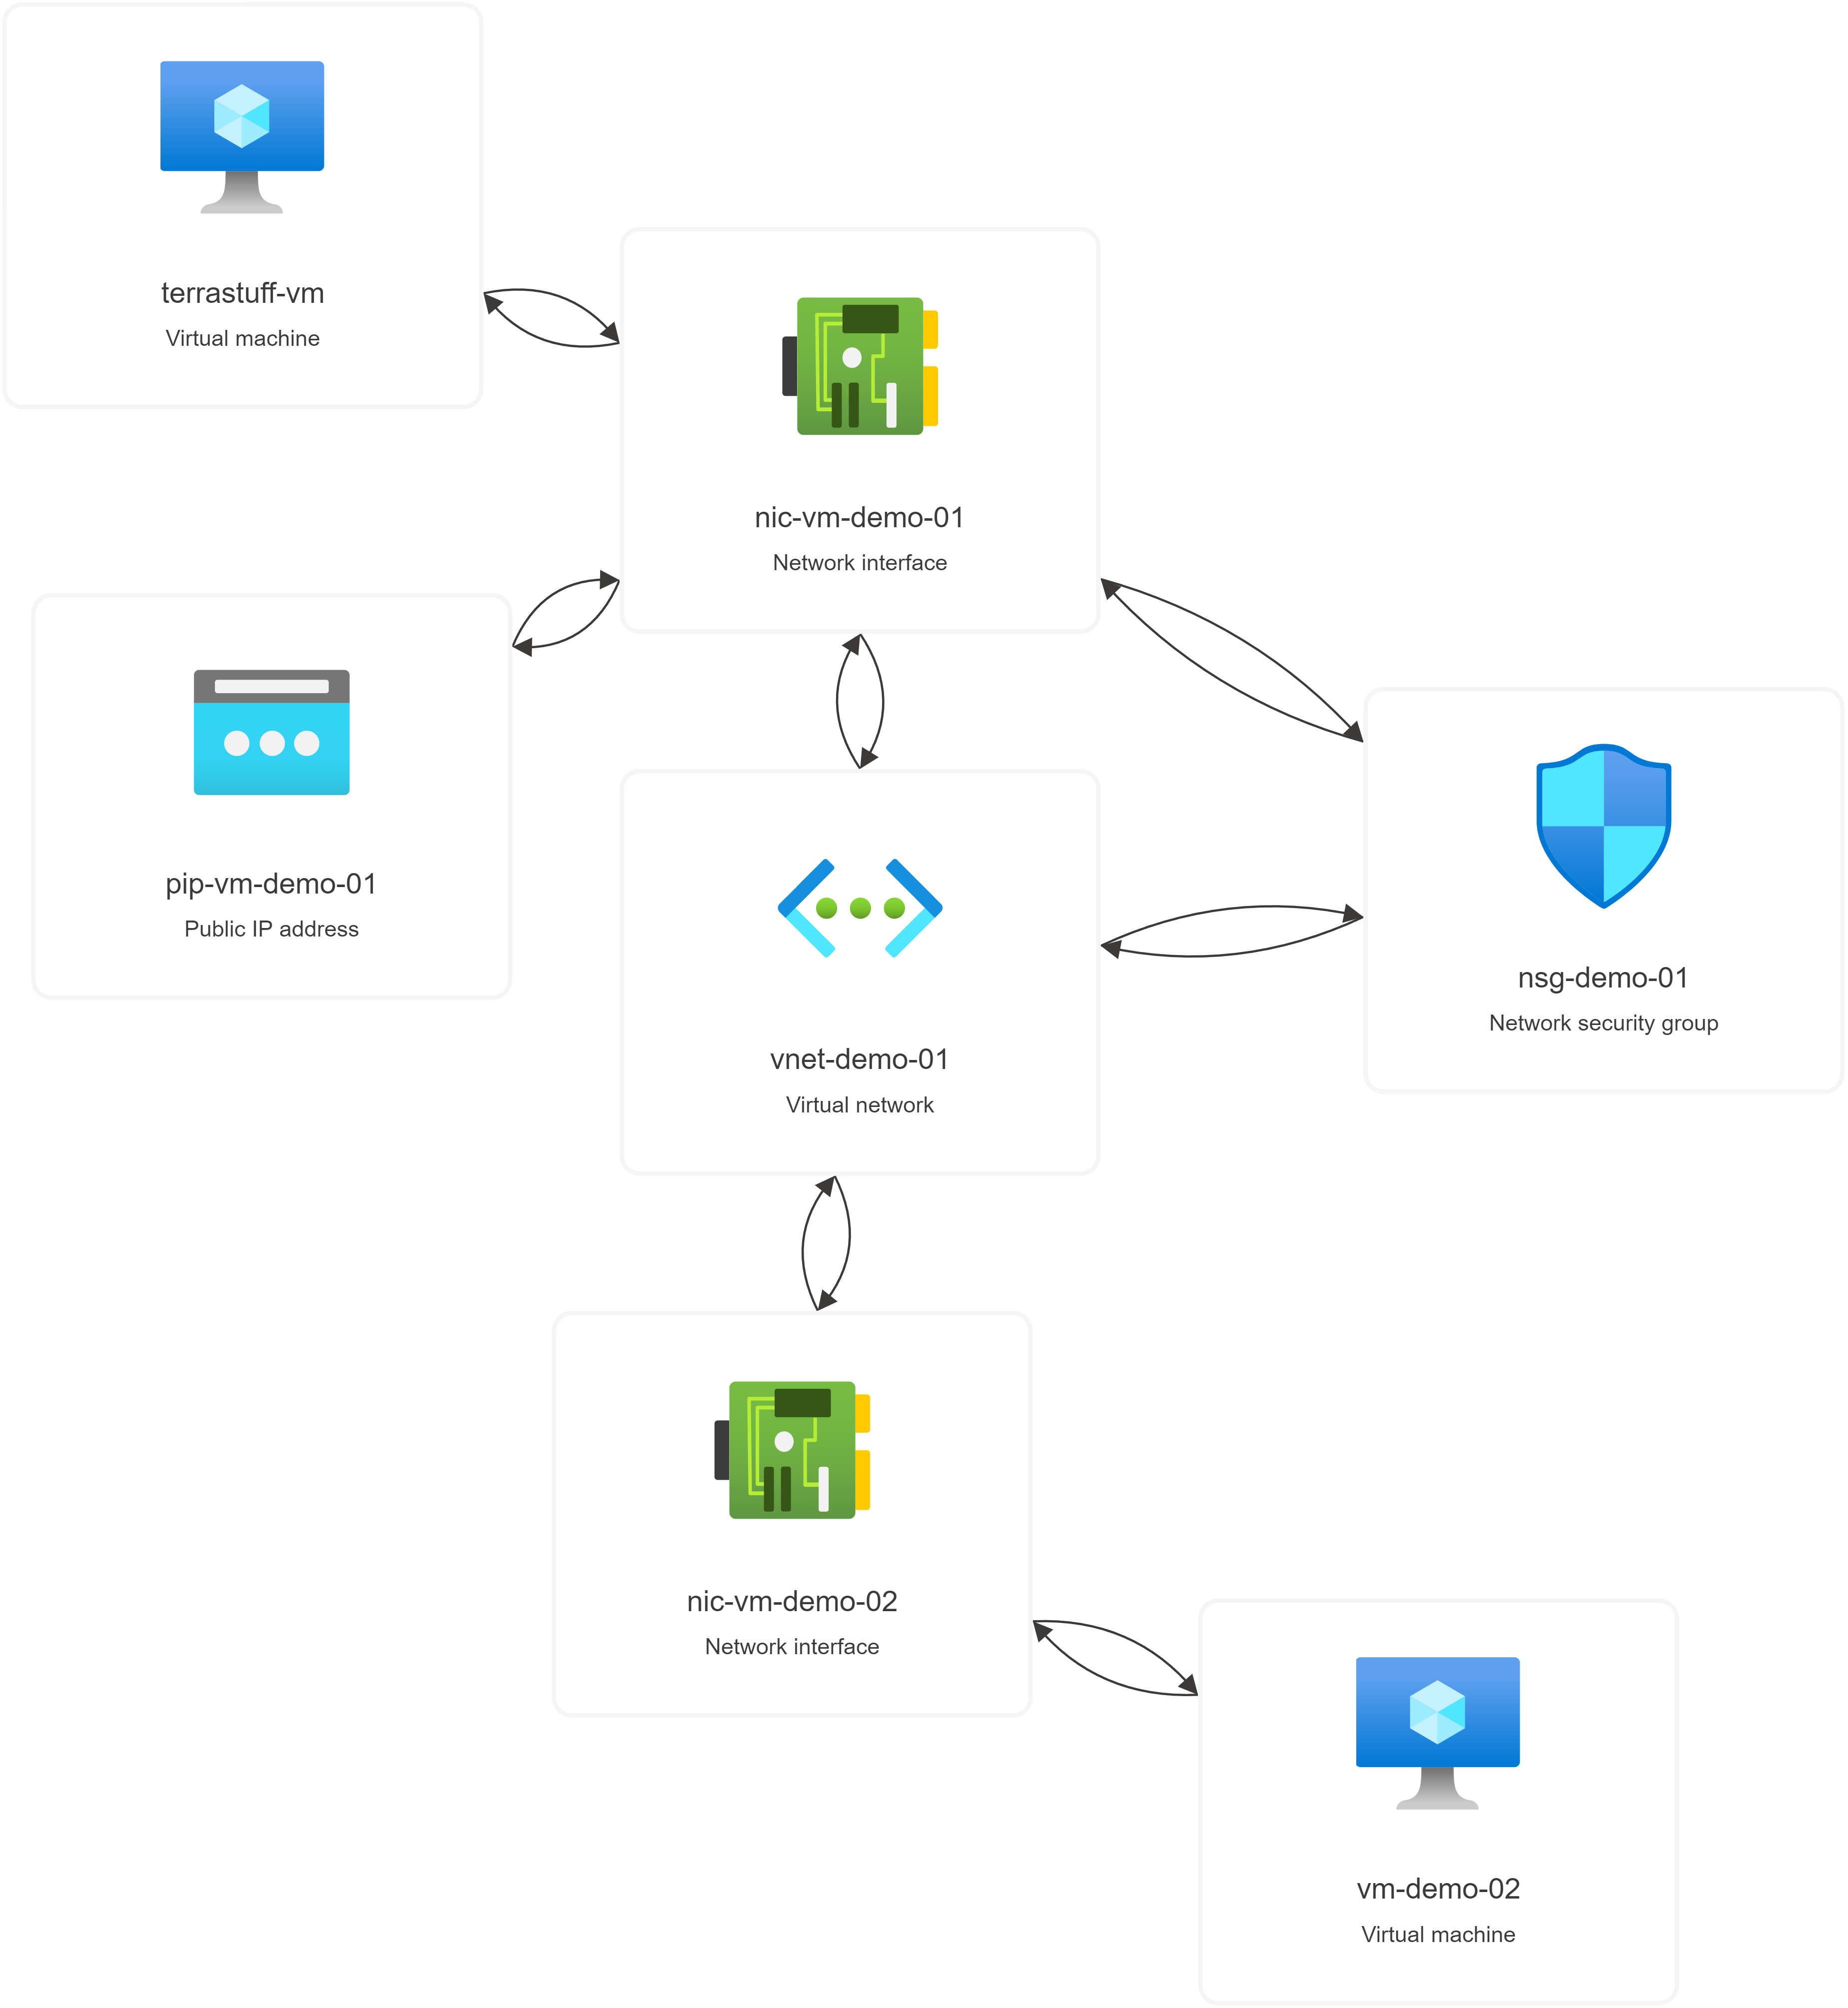 terrastuff-vm
Virtual machine
nic-vm-demo-01
Network interface
pip-vm-demo-01
Public IP address
vnet-demo-01
Virtual network
nsg-demo-01
Network security group
nic-vm-demo-02
Network interface
vm-demo-02
Virtual machine